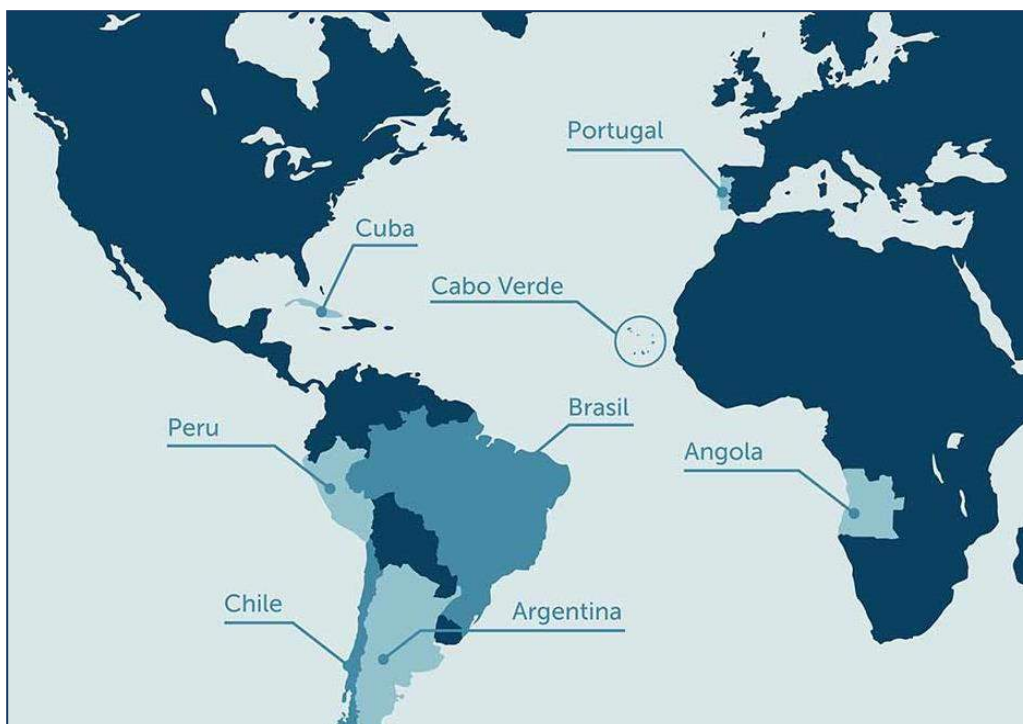 Portugal
Cuba
Cabo Verde
Brasil
Peru
Angola
Chile
Argentina